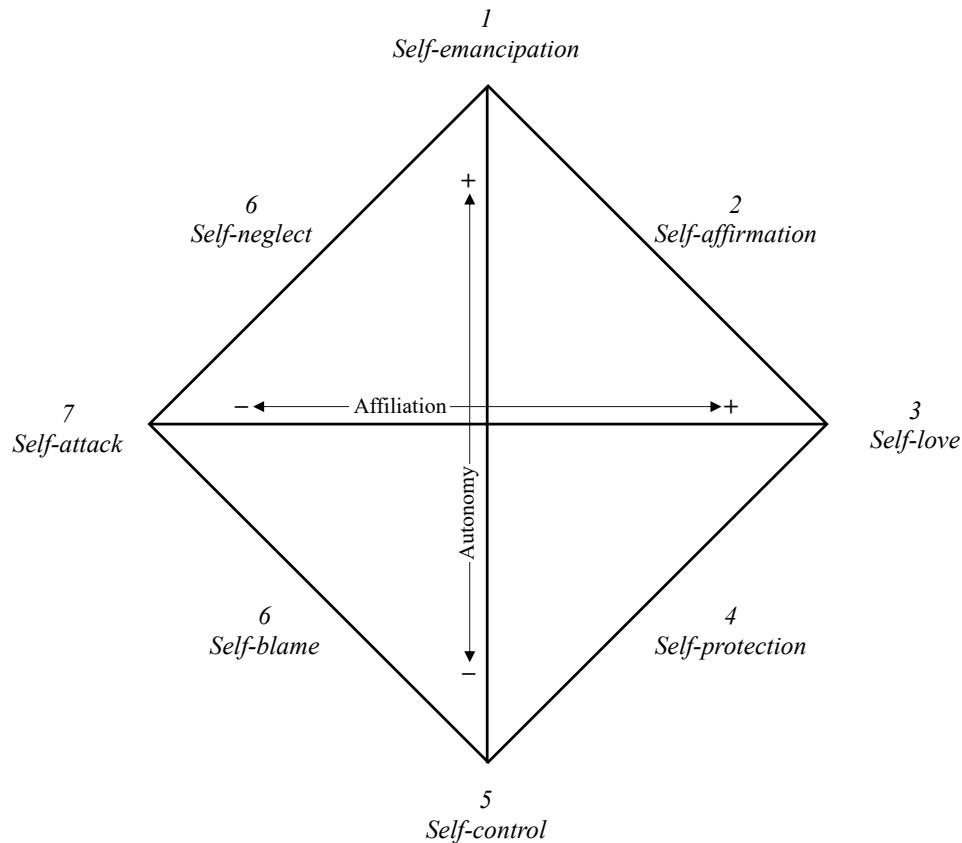 1
Self-emancipation
+
6
Self-neglect
2
Self-affirmation
− Affiliation +
7
Self-attack
3
Self-love
Autonomy
6
Self-blame
4
Self-protection
−
5
Self-control